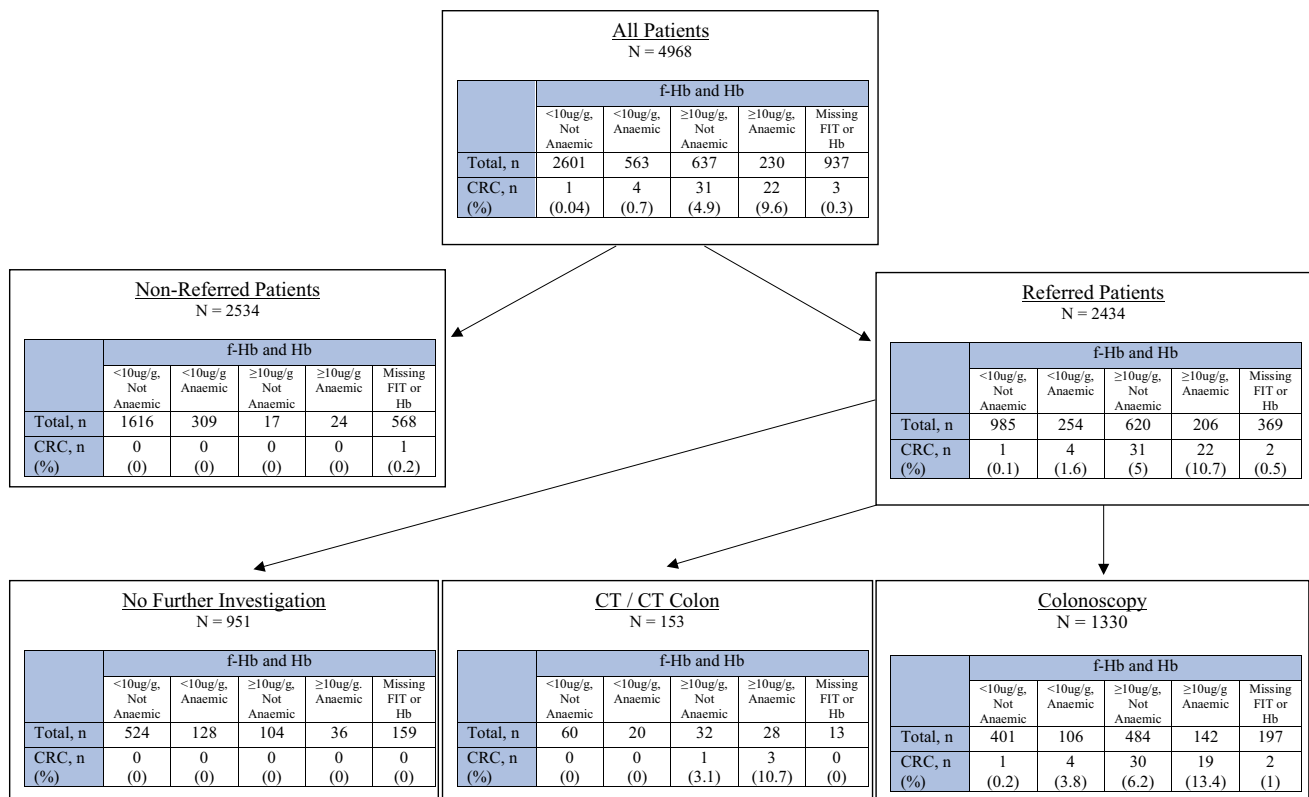 All Patients
N = 4968
f-Hb and Hb
<10ug/g, Not Anaemic <10ug/g, Anaemic ≥10ug/g, Not Anaemic ≥10ug/g, Anaemic Missing FIT or Hb
Total, n 2601 563 637 230 937
CRC, n (%) 1 (0.04) 4 (0.7) 31 (4.9) 22 (9.6) 3 (0.3)
Non-Referred Patients
N = 2534
f-Hb and Hb
<10ug/g, Not Anaemic <10ug/g Anaemic ≥10ug/g Not Anaemic ≥10ug/g Anaemic Missing FIT or Hb
Total, n 1616 309 17 24 568
CRC, n (%) 0 (0) 0 (0) 0 (0) 0 (0) 1 (0.2)
Referred Patients
N = 2434
f-Hb and Hb
<10ug/g, Not Anaemic <10ug/g, Anaemic ≥10ug/g, Not Anaemic ≥10ug/g, Anaemic Missing FIT or Hb
Total, n 985 254 620 206 369
CRC, n (%) 1 (0.1) 4 (1.6) 31 (5) 22 (10.7) 2 (0.5)
No Further Investigation
N = 951
f-Hb and Hb
<10ug/g, Not Anaemic <10ug/g, Anaemic ≥10ug/g, Not Anaemic ≥10ug/g. Anaemic Missing FIT or Hb
Total, n 524 128 104 36 159
CRC, n (%) 0 (0) 0 (0) 0 (0) 0 (0) 0 (0)
CT / CT Colon
N = 153
f-Hb and Hb
<10ug/g, Not Anaemic <10ug/g, Anaemic ≥10ug/g, Not Anaemic ≥10ug/g, Anaemic Missing FIT or Hb
Total, n 60 20 32 28 13
CRC, n (%) 0 (0) 0 (0) 1 (3.1) 3 (10.7) 0 (0)
Colonoscopy
N = 1330
f-Hb and Hb
<10ug/g, Not Anaemic <10ug/g, Anaemic ≥10ug/g, Not Anaemic ≥10ug/g Anaemic Missing FIT or Hb
Total, n 401 106 484 142 197
CRC, n (%) 1 (0.2) 4 (3.8) 30 (6.2) 19 (13.4) 2 (1)